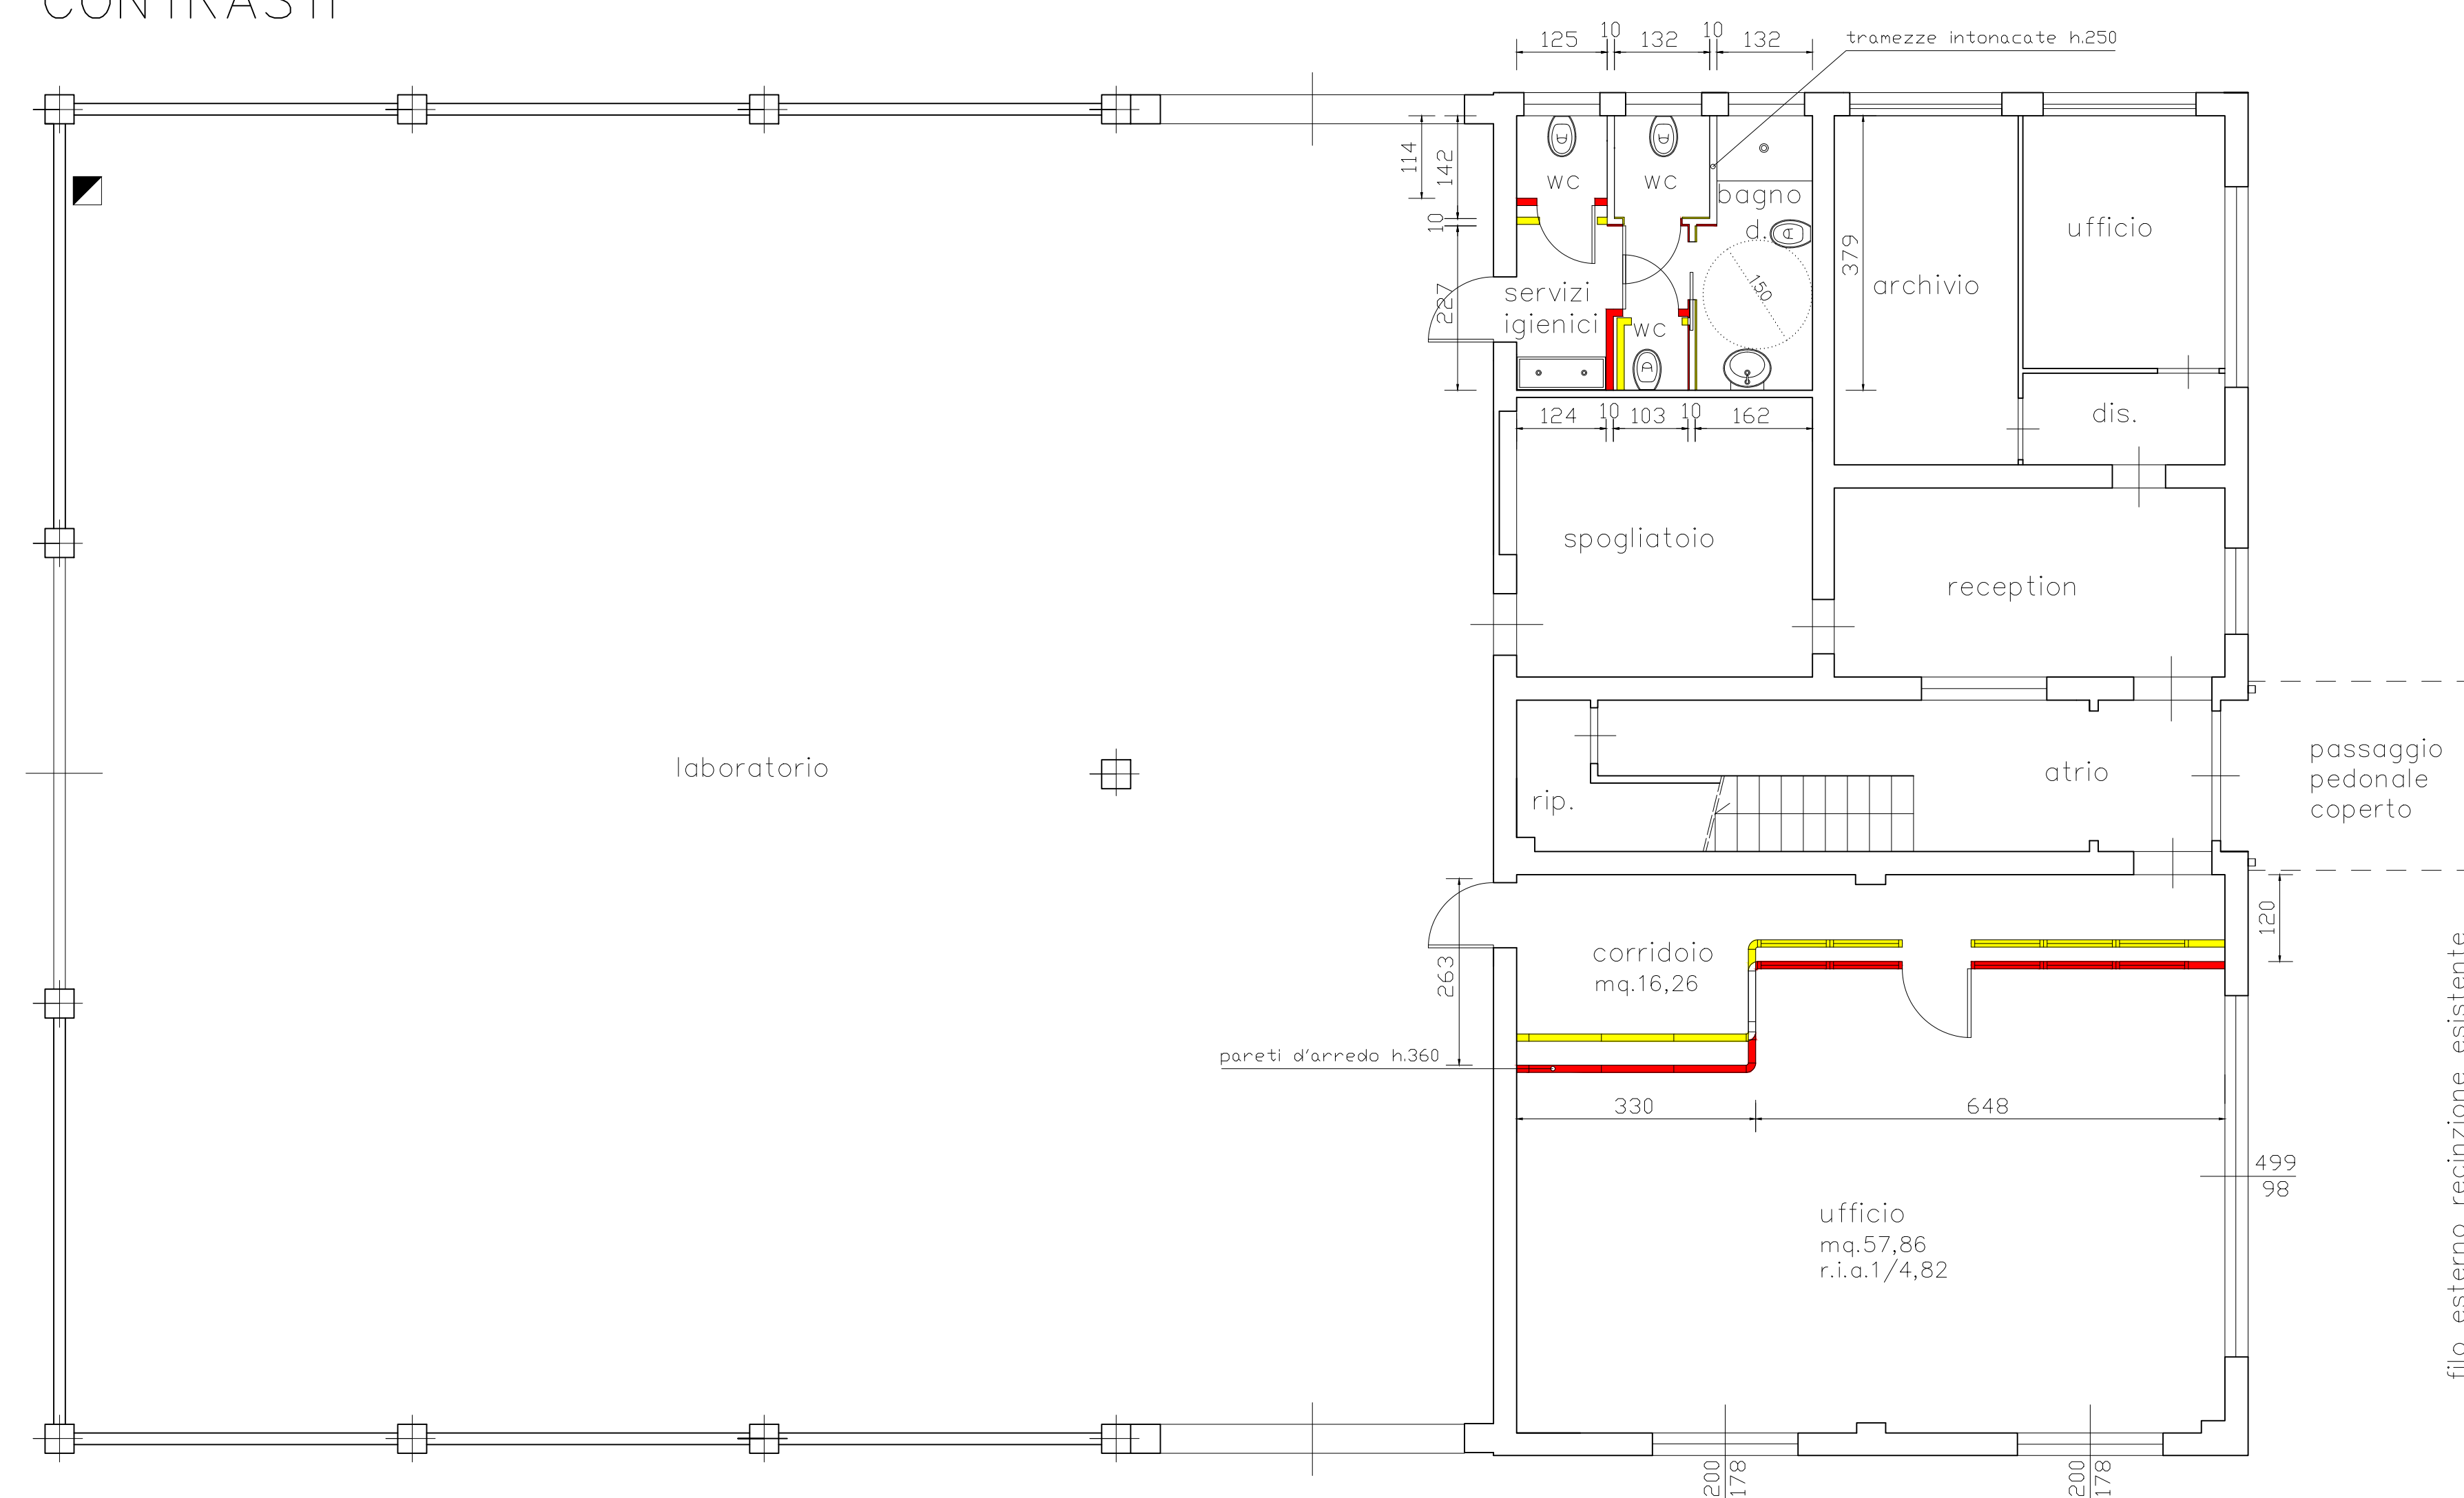 CONTRASTI
125
10
132
10
132
tramezze intonacate h.250
114
142
10
227
wc
wc
bagno
d.
150
servizi
igienici
wc
379
archivio
ufficio
dis.
124
10
103
10
162
spogliatoio
reception
laboratorio
rip.
atrio
passaggio
pedonale
coperto
263
corridoio
mq.16,26
120
pareti d'arredo h.360
330
648
ufficio
mq.57,86
r.i.a.1/4,82
499
98
200
178
200
178
filo esterno recinzione esistente